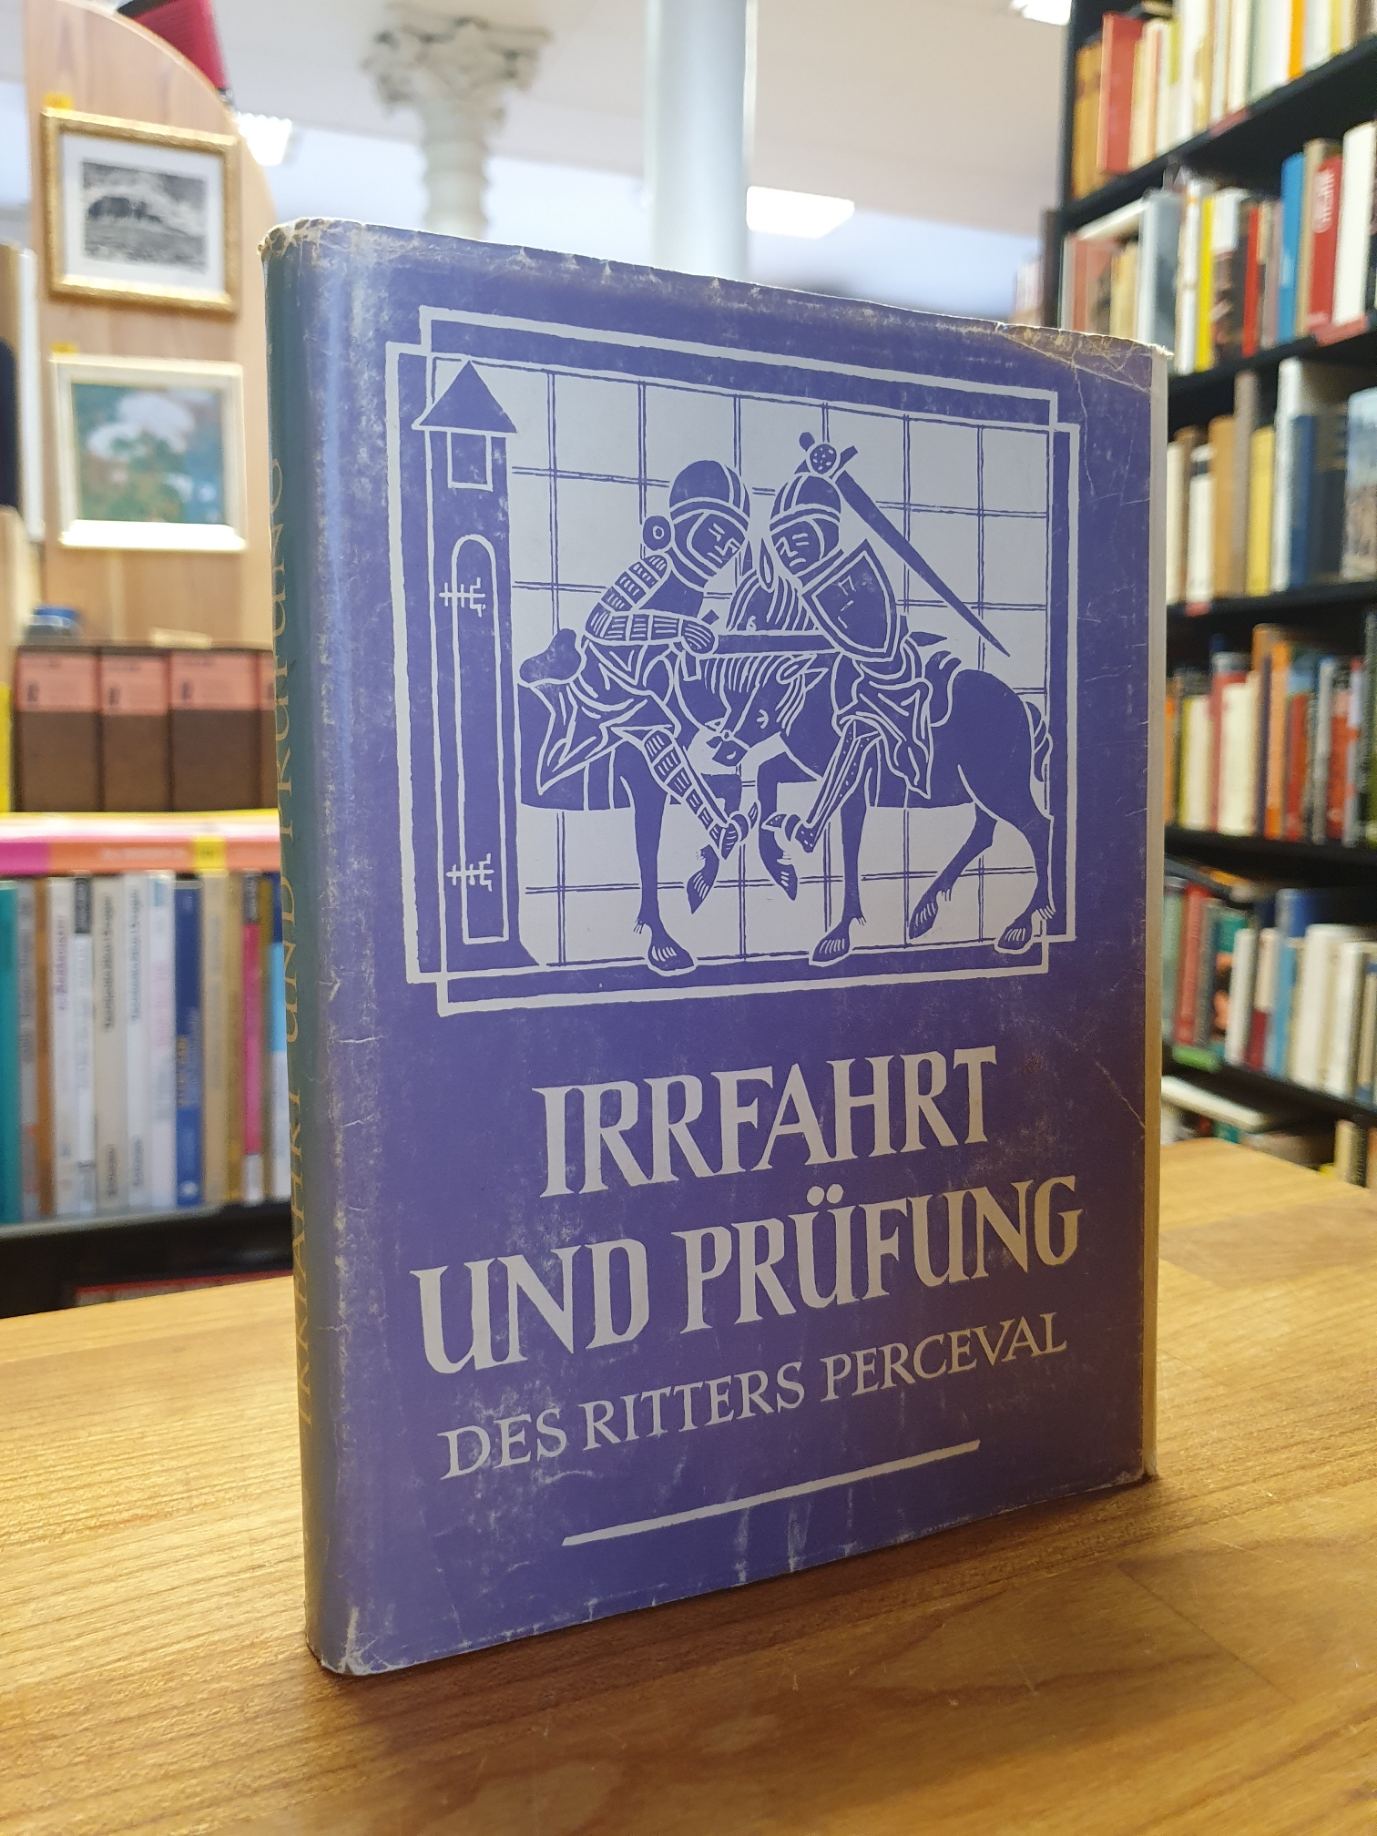 IRRFAHRT
UND PRÜFUNG
DES RITTERS PERCEVAL
IRRFAHRT UND PRÜFUNG